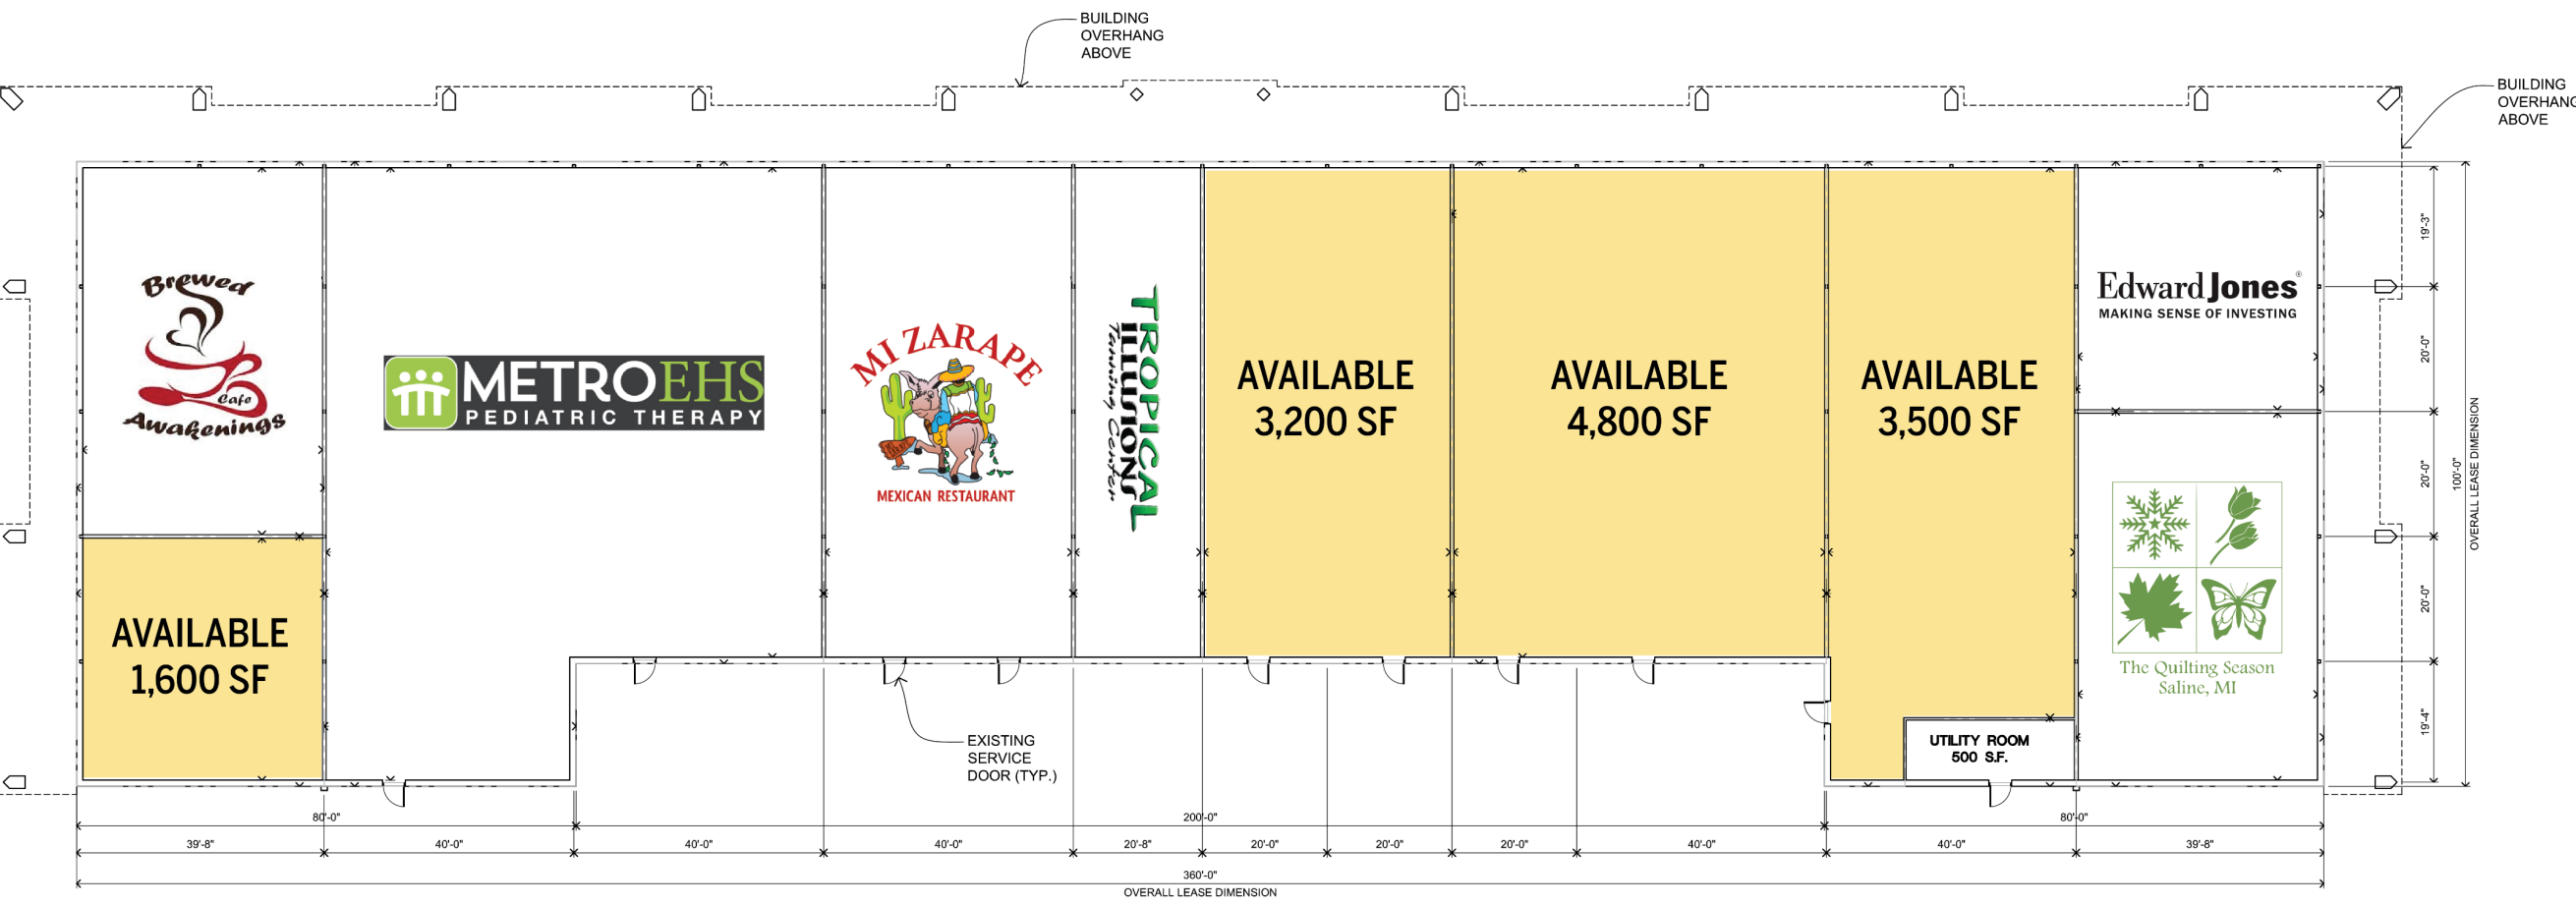 BUILDING
OVERHANG
ABOVE
BUILDING
OVERHANG
ABOVE
Brewed
Cafe
Awakenings
AVAILABLE
1,600 SF
METROEHS
PEDIATRIC THERAPY
MI ZARAPE
MEXICAN RESTAURANT
TROPICAL
ILLUSIONS
Tanning Center
AVAILABLE
3,200 SF
AVAILABLE
4,800 SF
AVAILABLE
3,500 SF
UTILITY ROOM
500 S.F.
Edward Jones®
MAKING SENSE OF INVESTING
The Quilting Season
Saline, MI
EXISTING
SERVICE
DOOR (TYP.)
19'-3"
20'-0"
20'-0"
20'-0"
19'-4"
100'-0"
OVERALL LEASE DIMENSION
80'-0"
200'-0"
80'-0"
39'-8"
40'-0"
40'-0"
40'-0"
20'-8"
20'-0"
20'-0"
20'-0"
40'-0"
40'-0"
39'-8"
360'-0"
OVERALL LEASE DIMENSION